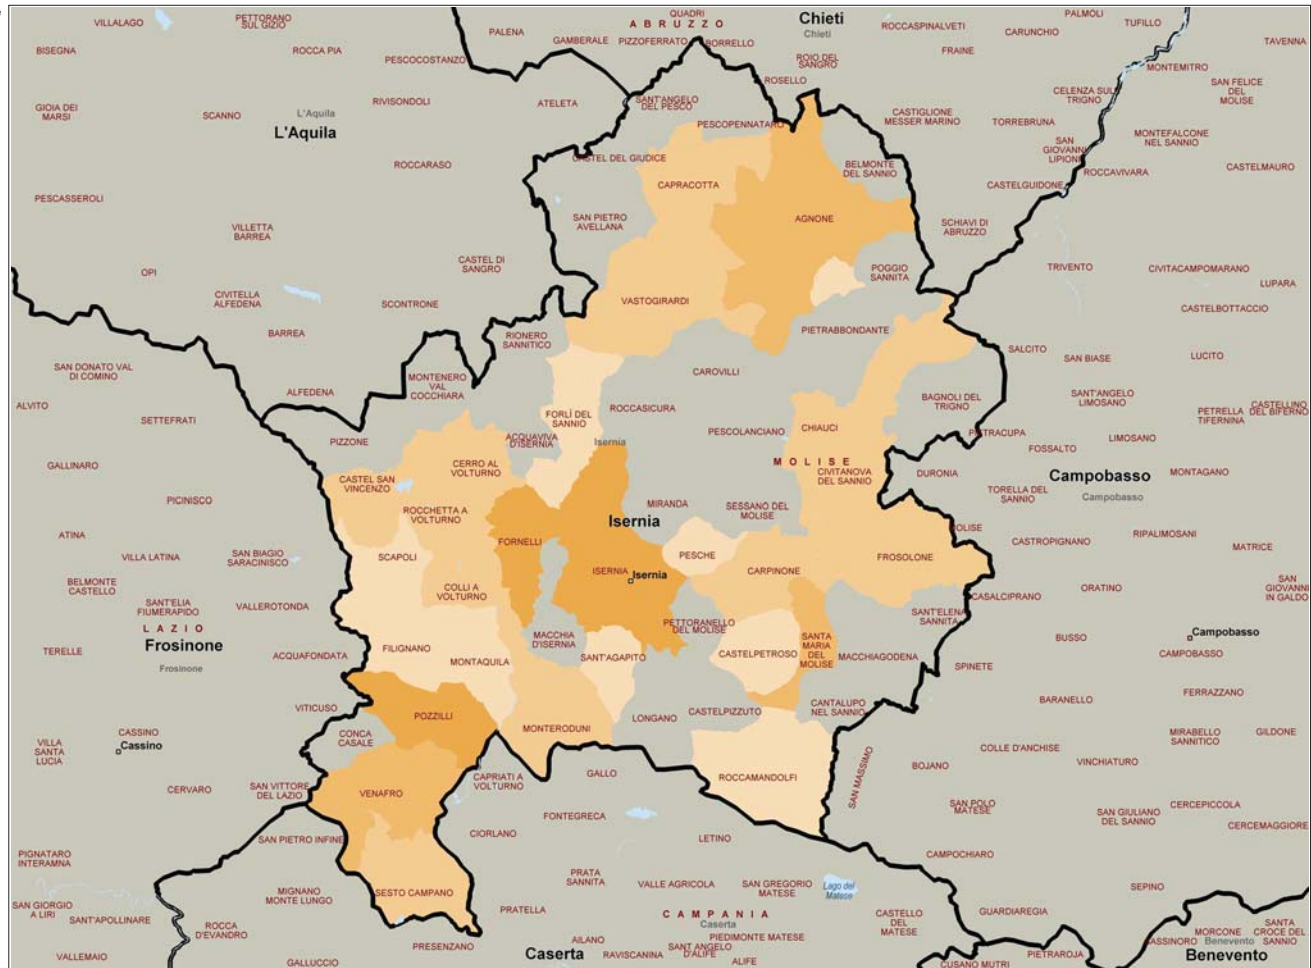 VILLALAGO
PETTORANO
SUL GIZIO
PALENA
QUADRI
ABRUZZO
GAMBERALE
PIZZOFERRATO
BORRELLO
Chieti
Chieti
ROCCASPINALVETI
PALMOLI
TUFILLO
CARUNCHIO
TAVENNA
BISEGNA
ROCCA PIA
PESCOCOSTANZO
ROIO DEL
SANGRO
FRAINE
MONTEMITRO
ROSELLO
GIOIA DEI
MARSI
SCANNO
L'Aquila
L'Aquila
RIVISONDOLI
ATELETA
SANT'ANGELO
DEL PESCO
PESCOPENNATARO
CASTIGLIONE
MESSER MARINO
TORREBRUNA
CELENZA SUL
TRIGNO
SAN FELICE
DEL
MOLISE
SAN
GIOVANNI
LIPIONI
MONTEFALCONE
NEL SANNIO
ROCCARASO
CASTEL DEL GIUDICE
CAPRACOTTA
BELMONTE
DEL SANNIO
CASTELGUIDONE
ROCCAVIVARA
CASTELMAURO
PESCASSEROLI
VILLETTA
BARREA
SAN PIETRO
AVELLANA
AGNONE
SCHIAVI DI
ABRUZZO
OPI
CASTEL DI
SANGRO
POGGIO
SANNITA
TRIVENTO
CIVITACAMPOMARANO
LUPARA
CIVITELLA
ALFEDENA
SCONTRONE
VASTOGIRARDI
CASTELBOTTACCIO
BARREA
RIONERO
SANNITICO
PIETRABBONDANTE
SALCITO
SAN BIASE
LUCITO
SAN DONATO VAL
DI COMINO
ALFEDENA
MONTENERO
VAL
COCCHIARA
CAROVILLI
BAGNOLI DEL
TRIGNO
SANT'ANGELO
LIMOSANO
ALVITO
SETTEFRATI
FORLÌ DEL
SANNIO
ROCCASICURA
PETRELLA
TIFERNINA
CASTELLINO
DEL BIFERNO
PIZZONE
ACQUAVIVA
D'ISERNIA
Isernia
PESCOLANCIANO
CHIAUCI
PIETRACUPA
FOSSALTO
LIMOSANO
GALLINARO
CERRO AL
VOLTURNO
MOLISE
CIVITANOVA
DEL SANNIO
DURONIA
Campobasso
Campobasso
MONTAGANO
CASTEL SAN
VINCENZO
PICINISCO
TORELLA DEL
SANNIO
ROCCHETTA A
VOLTURNO
MIRANDA
SESSANO DEL
MOLISE
Isernia
ATINA
VILLA LATINA
SAN BIAGIO
SARACINISCO
SCAPOLI
FORNELLI
PESCHE
FROSOLONE
MOLISE
CASTROPIGNANO
RIPALIMOSANI
MATRICE
BELMONTE
CASTELLO
COLLI A
VOLTURNO
ISERNIA
Isernia
CARPINONE
CASALCIPRANO
ORATINO
SAN
GIOVANNI
IN GALDO
SANT'ELIA
FIUMERAPIDO
VALLEROTONDA
SANT'ELENA
SANNITA
LAZIO
Frosinone
Frosinone
MACCHIA
D'ISERNIA
PETTORANELLO
DEL MOLISE
SANTA
MARIA
DEL
MOLISE
BUSSO
Campobasso
CAMPOBASSO
TERELLE
ACQUAFONDATA
FILIGNANO
MONTAQUILA
SANT'AGAPITO
CASTELPETROSO
MACCHIAGODENA
SPINETE
VITICUSO
POZZILLI
MONTERODUNI
LONGANO
CASTELPIZZUTO
CANTALUPO
NEL SANNIO
BARANELLO
FERRAZZANO
VILLA
SANTA
LUCIA
CASSINO
Cassino
CONCA
CASALE
MIRABELLO
SANNITICO
GILDONE
COLLE D'ANCHISE
VINCHIATURO
BOJANO
SAN MASSIMO
CERVARO
SAN VITTORE
DEL LAZIO
VENAFRO
CAPRIATI A
VOLTURNO
GALLO
ROCCAMANDOLFI
SAN POLO
MATESE
SAN GIULIANO
DEL SANNIO
CERCEPICCOLA
CERCEMAGGIORE
FONTEGRECA
PIGNATARO
INTERAMNA
SAN PIETRO INFINE
CIORLANO
LETINO
CAMPOCHIARO
PRATA
SANNITA
VALLE AGRICOLA
SAN GREGORIO
MATESE
Lago del
Matese
SEPINO
MIGNANO
MONTE LUNGO
SESTO CAMPANO
SAN GIORGIO
A LIRI
SANT'APOLLINARE
ROCCA
D'EVANDRO
PRATELLA
CAMPANIA
Caserta
CASTELLO
DEL
MATESE
GUARDIAREGIA
VALLEMAIO
GALLUCCIO
PRESENZANO
AILANO
Caserta
RAVISCANINA
SANT ANGELO
D'ALIFE
PIEDIMONTE MATESE
ALIFE
CUSANO MUTRI
PIETRAROJA
SASSINORO
MORCONE
Benevento
Benevento
SANTA
CROCE DEL
SANNIO